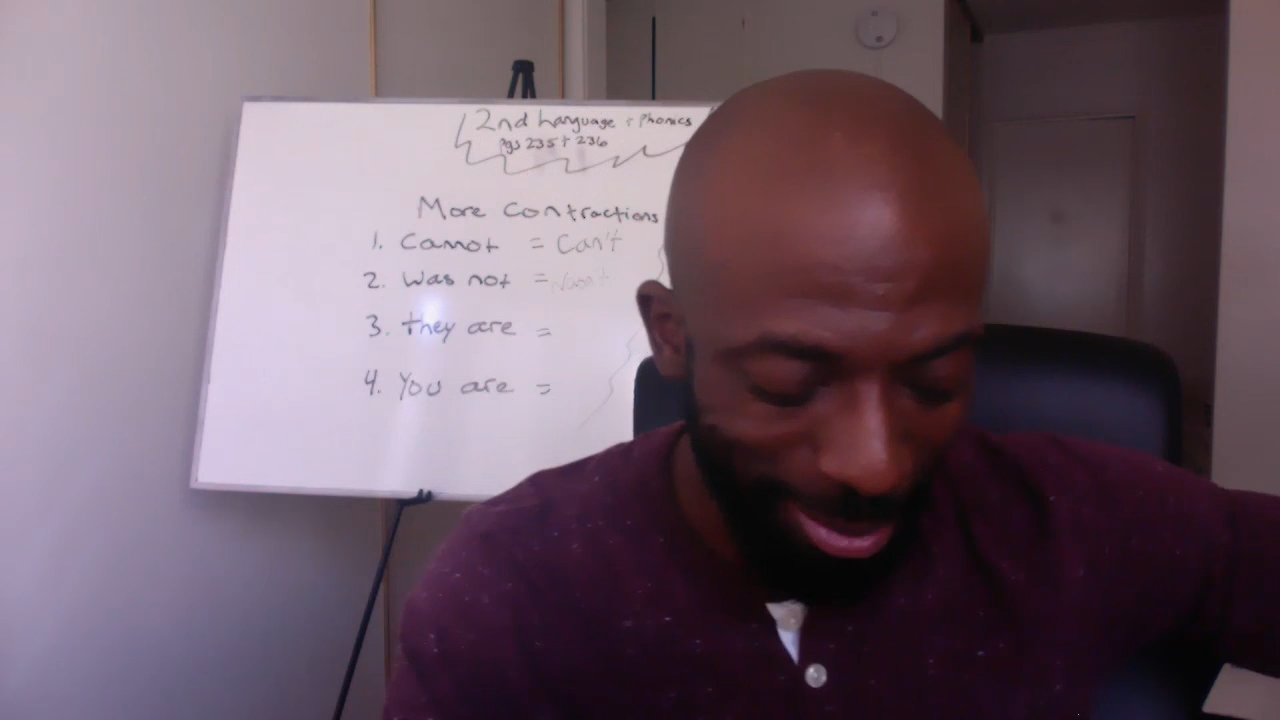 2nd Language + Phonics
Pgs 235 + 236
More Contractions
1. Cannot = Can't
2. Was not = Wasn't
3. they are =
4. You are =